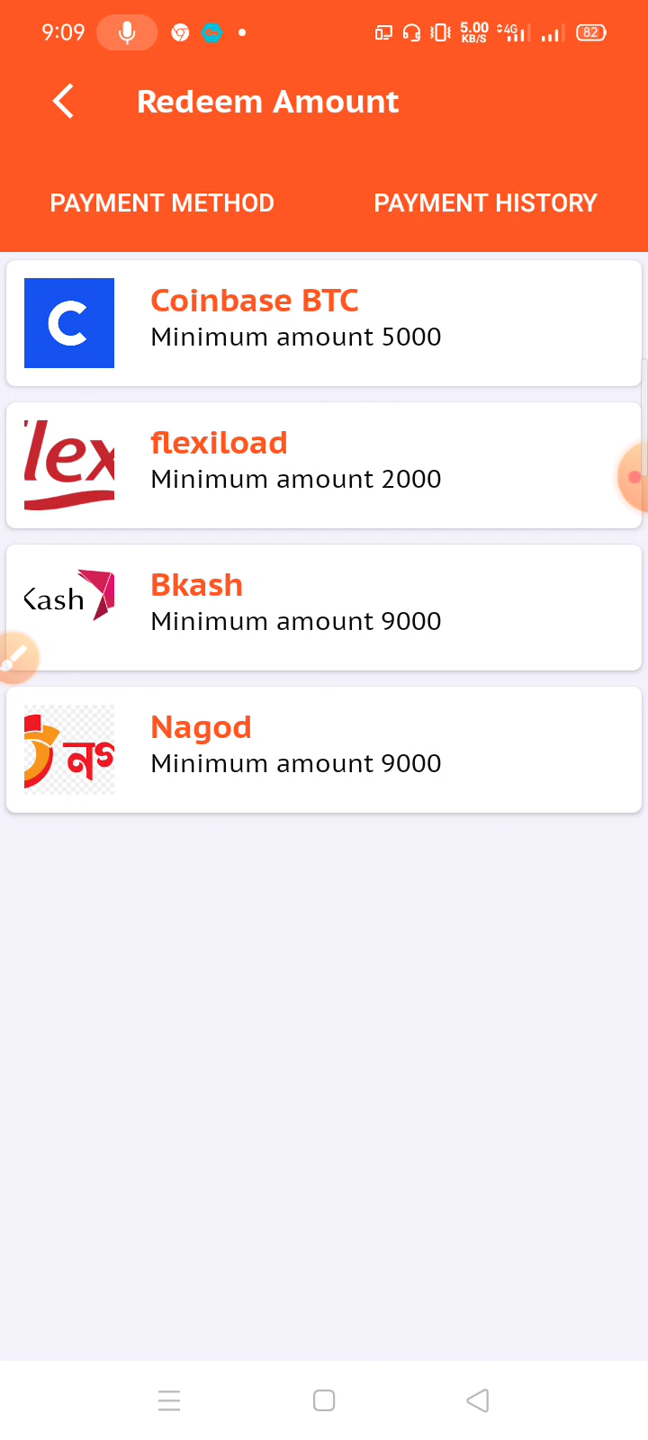 9:09 5.00 KB/S 4G 82
Redeem Amount
PAYMENT METHOD PAYMENT HISTORY
C
Coinbase BTC
Minimum amount 5000
lex
flexiload
Minimum amount 2000
Kash
Bkash
Minimum amount 9000
নগ
Nagod
Minimum amount 9000